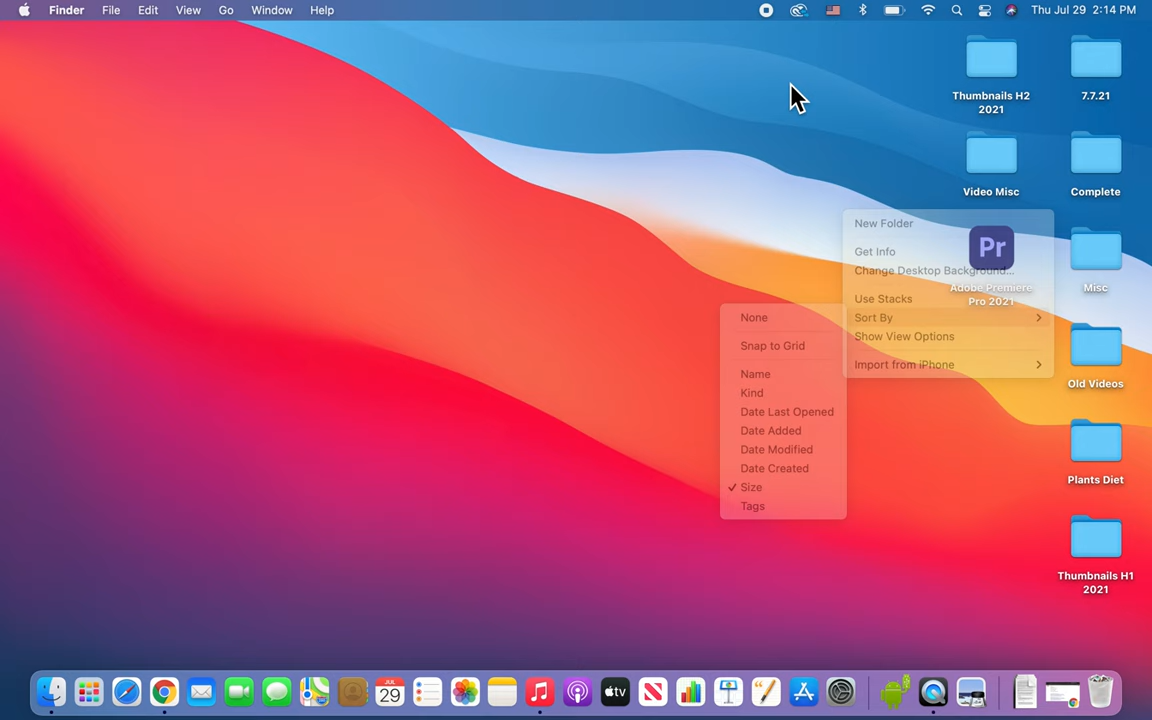 Finder File Edit View Go Window Help Thu Jul 29 2:14 PM
Thumbnails H2
2021
7.7.21
Video Misc
Complete
New Folder
Get Info
Change Desktop Background...
Use Stacks
Sort By
Show View Options
Import from iPhone
Pr
Adobe Premiere
Pro 2021
Misc
None
Snap to Grid
Name
Kind
Date Last Opened
Date Added
Date Modified
Date Created
✓ Size
Tags
Old Videos
Plants Diet
Thumbnails H1
2021
JUL
29
tv